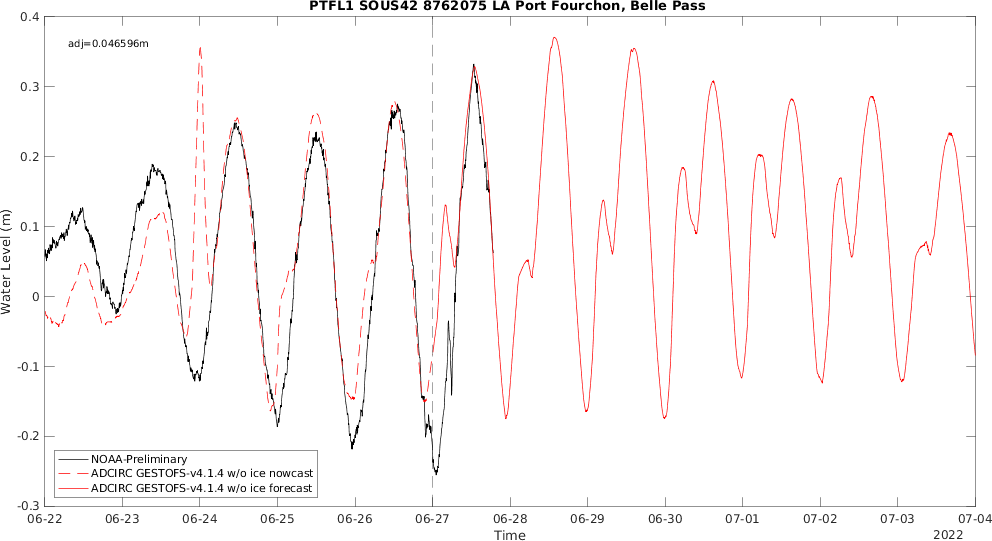 PTFL1 SOUS42 8762075 LA Port Fourchon, Belle Pass
adj=0.046596m
Water Level (m)
0.4
0.3
0.2
0.1
0
-0.1
-0.2
-0.3
NOAA-Preliminary
ADCIRC GESTOFS-v4.1.4 w/o ice nowcast
ADCIRC GESTOFS-v4.1.4 w/o ice forecast
06-22 06-23 06-24 06-25 06-26 06-27 06-28 06-29 06-30 07-01 07-02 07-03 07-04
Time
2022